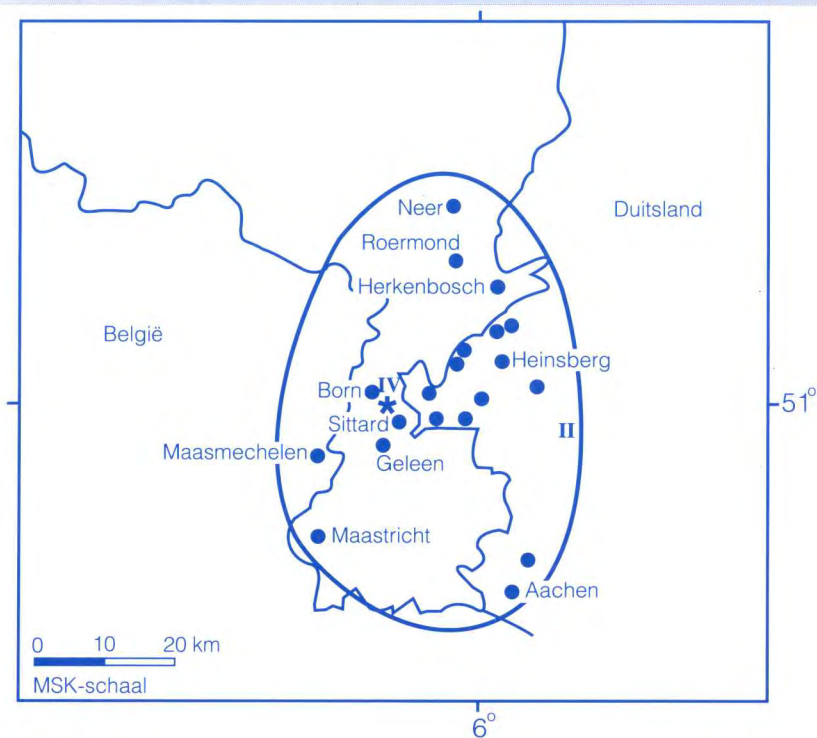 Neer
Duitsland
Roermond
Herkenbosch
België
Heinsberg
Born
IV
51°
Sittard
II
Maasmechelen
Geleen
Maastricht
Aachen
0 10 20 km
MSK-schaal
6°